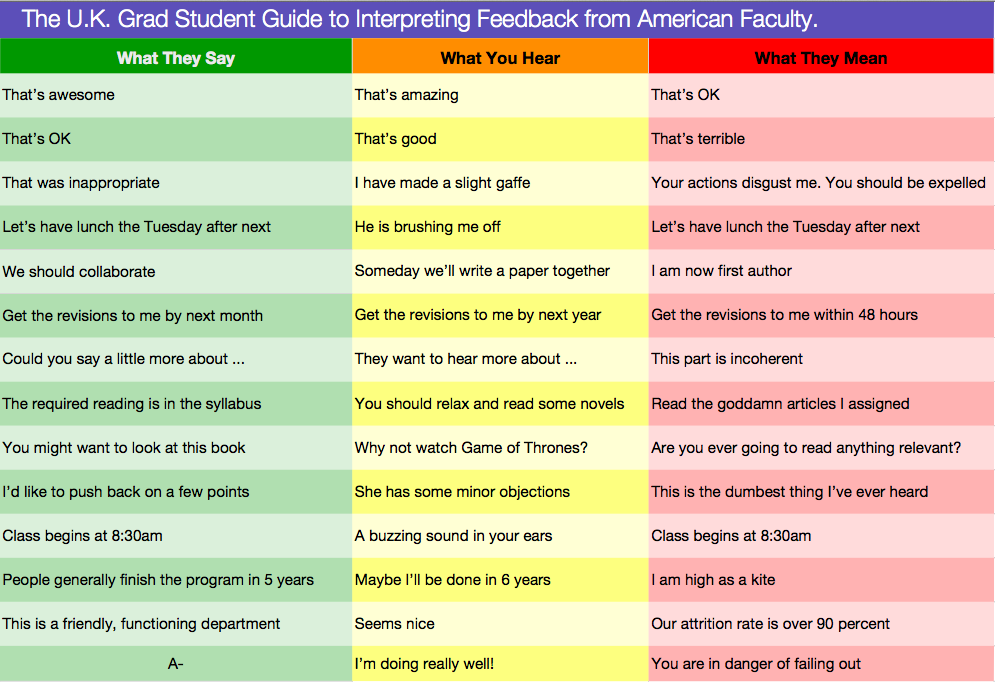 The U.K. Grad Student Guide to Interpreting Feedback from American Faculty.
What They Say What You Hear What They Mean
That’s awesome That’s amazing That’s OK
That’s OK That’s good That’s terrible
That was inappropriate I have made a slight gaffe Your actions disgust me. You should be expelled
Let’s have lunch the Tuesday after next He is brushing me off Let’s have lunch the Tuesday after next
We should collaborate Someday we’ll write a paper together I am now first author
Get the revisions to me by next month Get the revisions to me by next year Get the revisions to me within 48 hours
Could you say a little more about ... They want to hear more about ... This part is incoherent
The required reading is in the syllabus You should relax and read some novels Read the goddamn articles I assigned
You might want to look at this book Why not watch Game of Thrones? Are you ever going to read anything relevant?
I’d like to push back on a few points She has some minor objections This is the dumbest thing I’ve ever heard
Class begins at 8:30am A buzzing sound in your ears Class begins at 8:30am
People generally finish the program in 5 years Maybe I’ll be done in 6 years I am high as a kite
This is a friendly, functioning department Seems nice Our attrition rate is over 90 percent
A- I’m doing really well! You are in danger of failing out